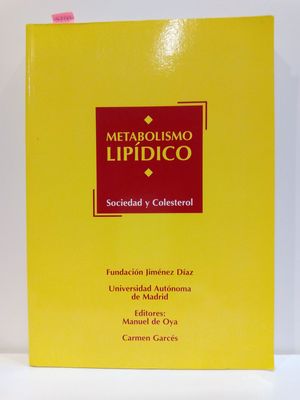 METABOLISMO
LIPÍDICO
Sociedad y Colesterol
Fundación Jiménez Díaz
Universidad Autónoma
de Madrid
Editores:
Manuel de Oya
Carmen Garcés